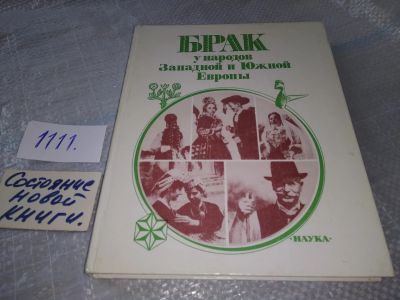 БРАК
у народов
Западной и Южной
Европы
·НАУКА·
1111.
Состояние
новой
книги.